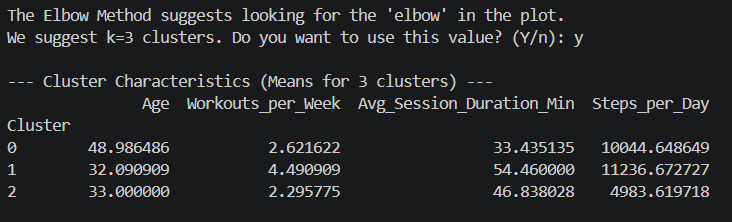 The Elbow Method suggests looking for the 'elbow' in the plot.
We suggest k=3 clusters. Do you want to use this value? (Y/n): y
--- Cluster Characteristics (Means for 3 clusters) ---
Age Workouts_per_Week Avg_Session_Duration_Min Steps_per_Day
Cluster
0 48.986486 2.621622 33.435135 10044.648649
1 32.090909 4.490909 54.460000 11236.672727
2 33.000000 2.295775 46.838028 4983.619718